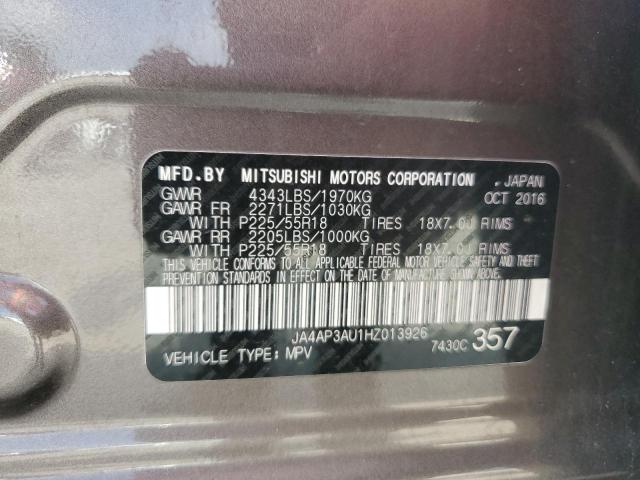 MFD.BY MITSUBISHI MOTORS CORPORATION JAPAN
GVWR 4343LBS/1970KG OCT 2016
GAWR FR 2271LBS/1030KG
WITH P225/55R18 TIRES 18X7.0J RIMS
GAWR RR 2205LBS/1000KG
WITH P225/55R18 TIRES 18X7.0J RIMS
THIS VEHICLE CONFORMS TO ALL APPLICABLE FEDERAL MOTOR VEHICLE SAFETY AND THEFT
PREVENTION STANDARDS IN EFFECT ON THE DATE OF MANUFACTURE SHOWN ABOVE.
JA4AP3AU1HZ013926
VEHICLE TYPE: MPV 7430C 357